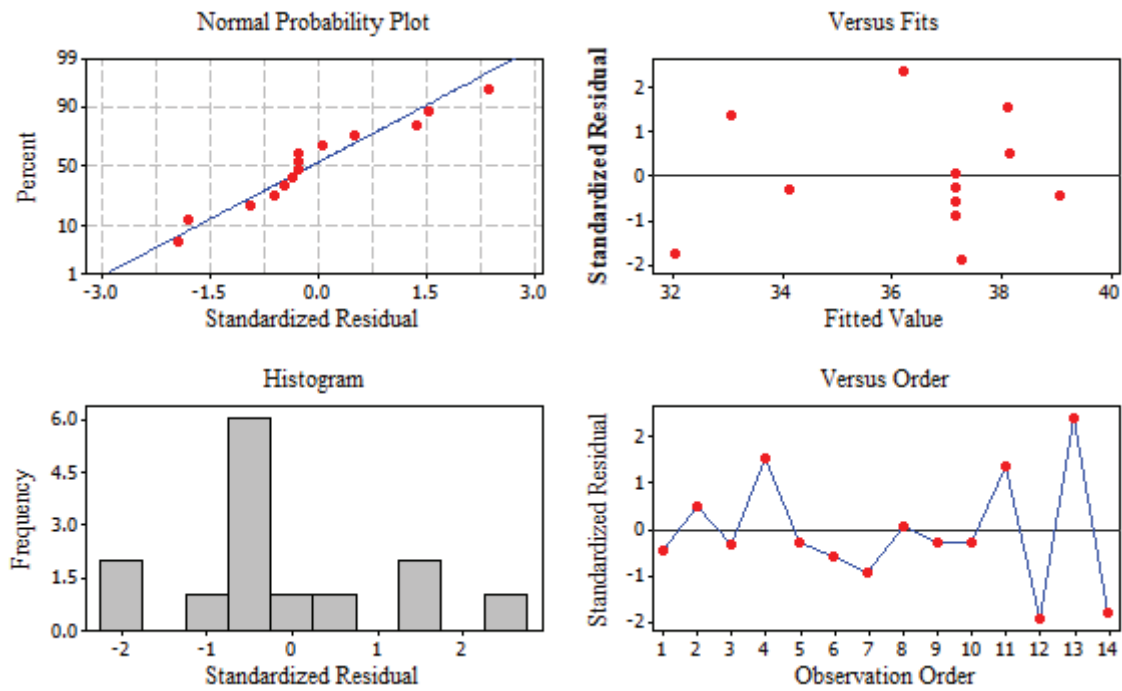 Normal Probability Plot
99
90
50
10
1
Percent
-3.0 -1.5 0.0 1.5 3.0
Standardized Residual
Versus Fits
2
1
0
-1
-2
Standardized Residual
32 34 36 38 40
Fitted Value
Histogram
6.0
4.5
3.0
1.5
0.0
Frequency
-2 -1 0 1 2
Standardized Residual
Versus Order
2
1
0
-1
-2
Standardized Residual
1 2 3 4 5 6 7 8 9 10 11 12 13 14
Observation Order